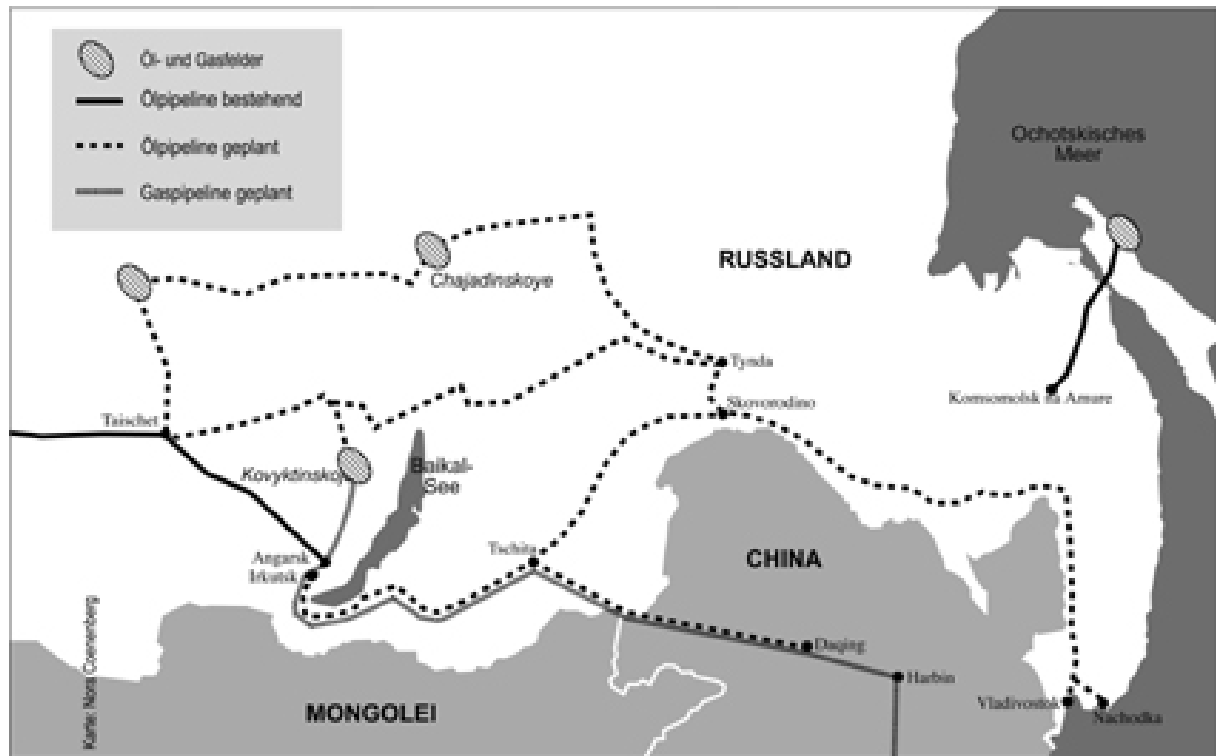 Öl- und Gasfelder
Ölpipeline bestehend
Ölpipeline geplant
Gaspipeline geplant
Ochotskisches
Meer
RUSSLAND
Chajadinskoye
Tynda
Komsomolsk na Amure
Skovorodino
Taischet
Kovyktinskoje
Baikal-
See
Angarsk
Irkutsk
Tschita
CHINA
Daqing
Harbin
Vladivostok
Nachodka
MONGOLEI
Karte: Nora Coenenberg